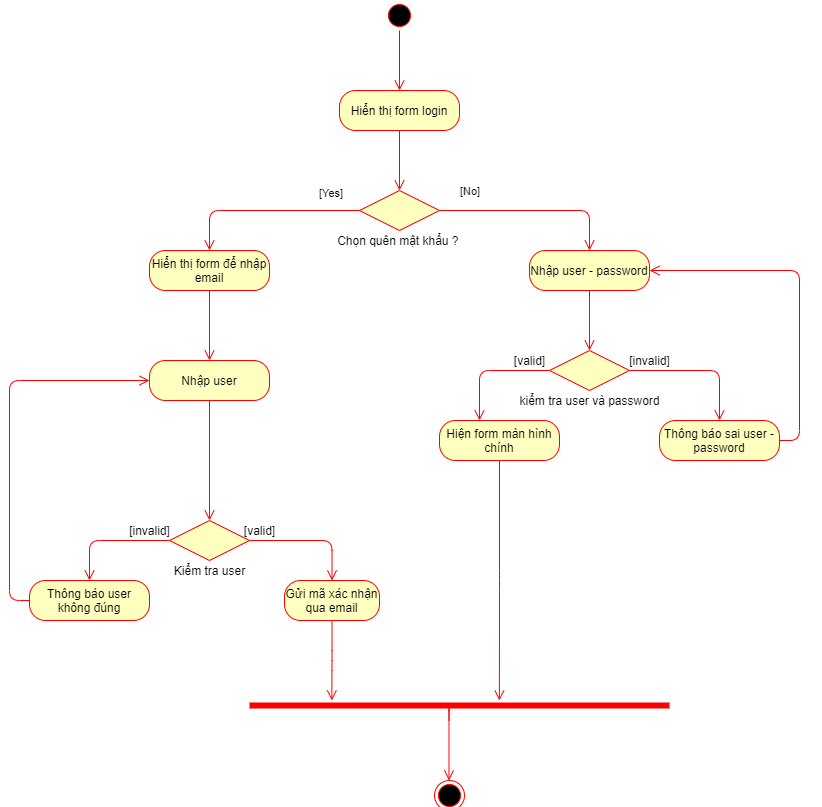 Hiển thị form login
[Yes]
[No]
Chọn quên mật khẩu ?
Hiển thị form để nhập
email
Nhập user - password
[valid]
[invalid]
Nhập user
kiểm tra user và password
Hiện form màn hình
chính
Thông báo sai user -
password
[invalid]
[valid]
Kiểm tra user
Thông báo user
không đúng
Gửi mã xác nhận
qua email